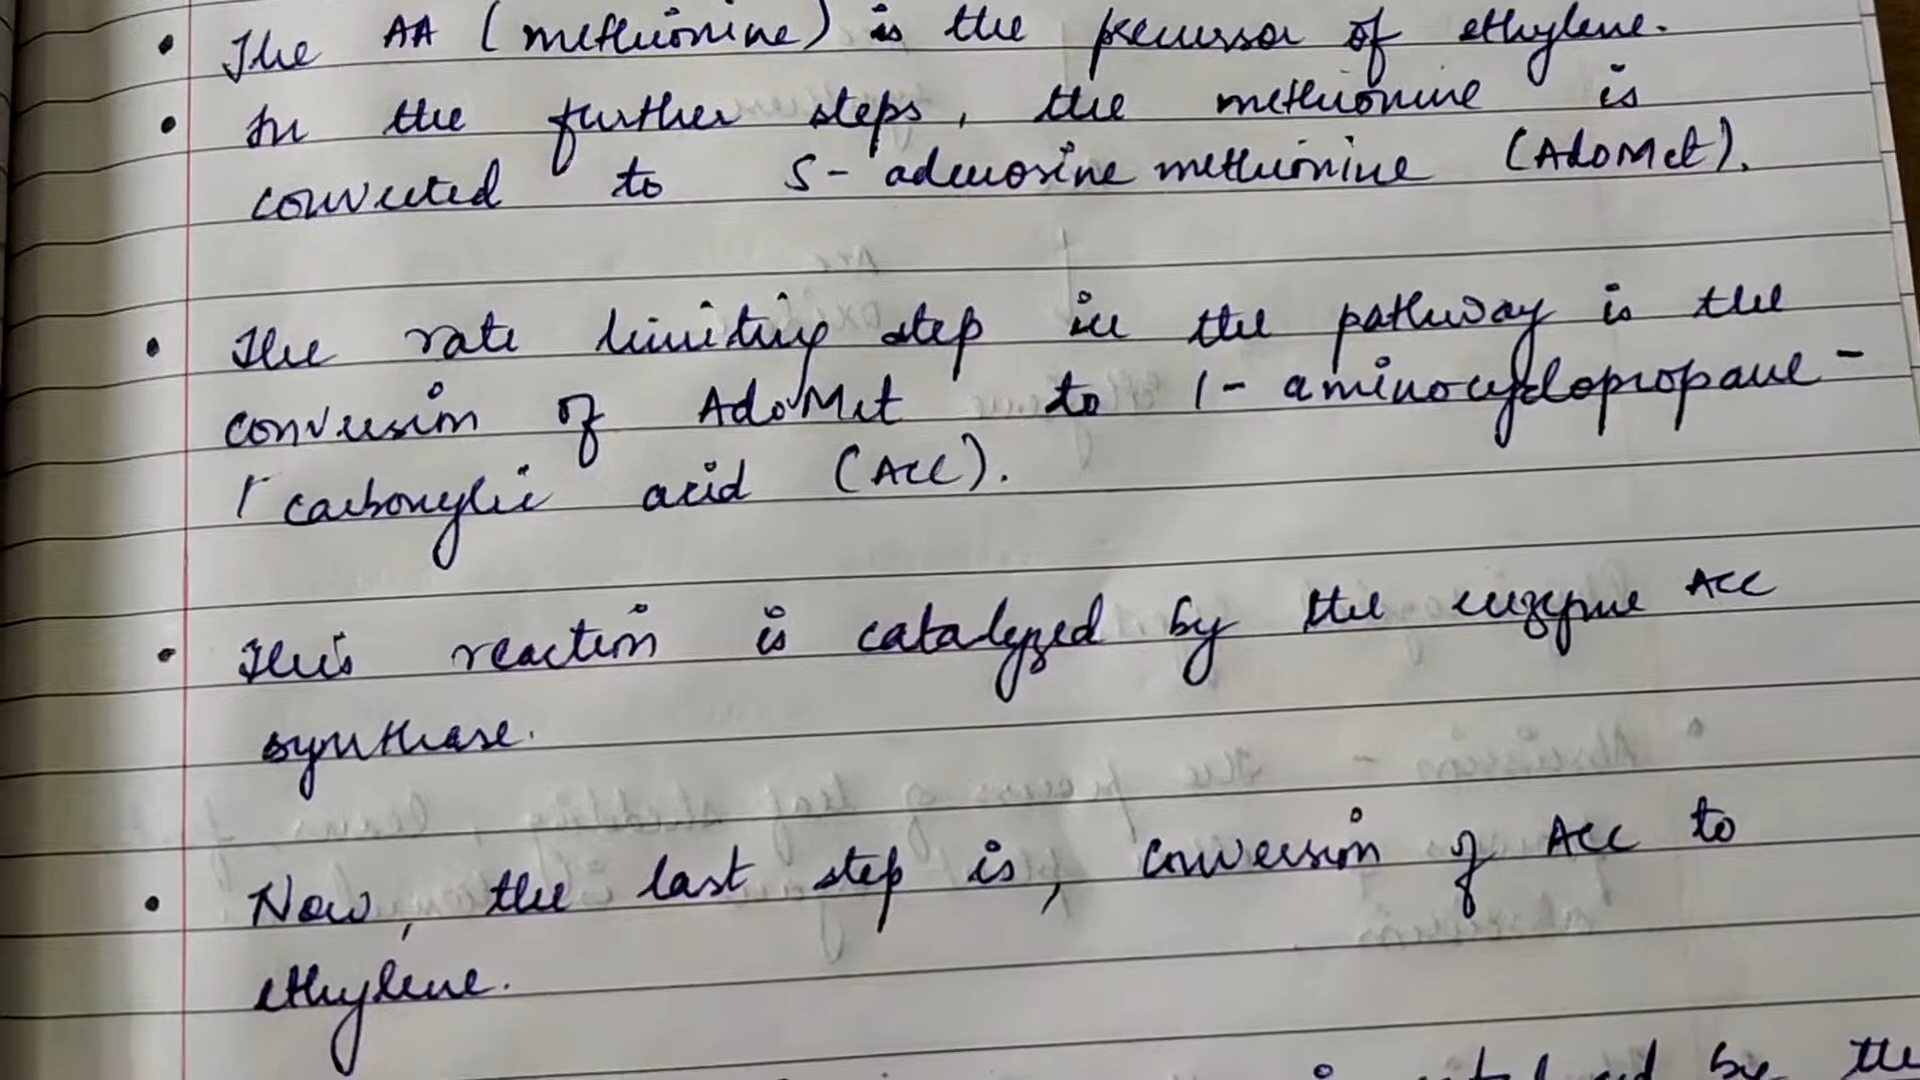 • The AA (methionine) is the precursor of ethylene.
• In the further steps, the methionine is
converted to S-adenosine methionine (AdoMet).
• The rate limiting step in the pathway is the
conversion of AdoMet to 1-aminocyclopropane-
1-carboxylic acid (ACC).
• This reaction is catalyzed by the enzyme ACC
synthase.
• Now, the last step is, conversion of ACC to
ethylene.
by the